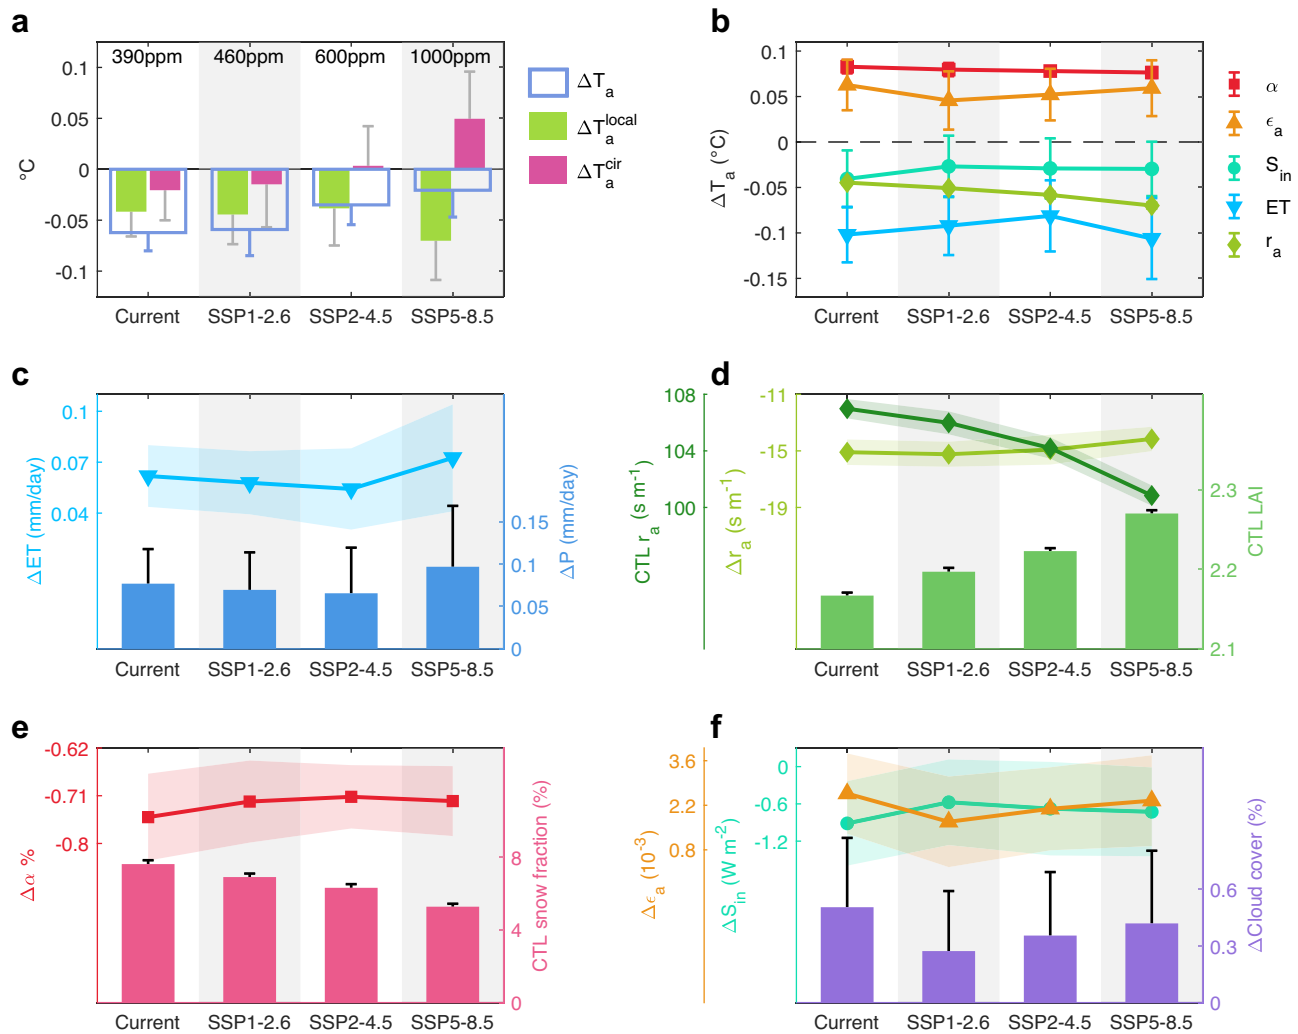 a
390ppm 460ppm 600ppm 1000ppm
0.1
0.05
0
-0.05
-0.1
°C
Current SSP1-2.6 SSP2-4.5 SSP5-8.5
ΔTa
ΔTa local
ΔTa cir
b
0.1
0.05
0
-0.05
-0.1
-0.15
ΔTa (°C)
Current SSP1-2.6 SSP2-4.5 SSP5-8.5
α
ϵa
Sin
ET
ra
c
0.1
0.07
0.04
ΔET (mm/day)
0.15
0.1
0.05
0
ΔP (mm/day)
Current SSP1-2.6 SSP2-4.5 SSP5-8.5
d
108
104
100
CTL ra (s m-1)
-11
-15
-19
Δra (s m-1)
2.3
2.2
2.1
CTL LAI
Current SSP1-2.6 SSP2-4.5 SSP5-8.5
e
-0.62
-0.71
-0.8
Δα %
8
4
0
CTL snow fraction (%)
Current SSP1-2.6 SSP2-4.5 SSP5-8.5
f
3.6
2.2
0.8
Δϵa (10-3)
0
-0.6
-1.2
ΔSin (W m-2)
0.6
0.3
0
ΔCloud cover (%)
Current SSP1-2.6 SSP2-4.5 SSP5-8.5